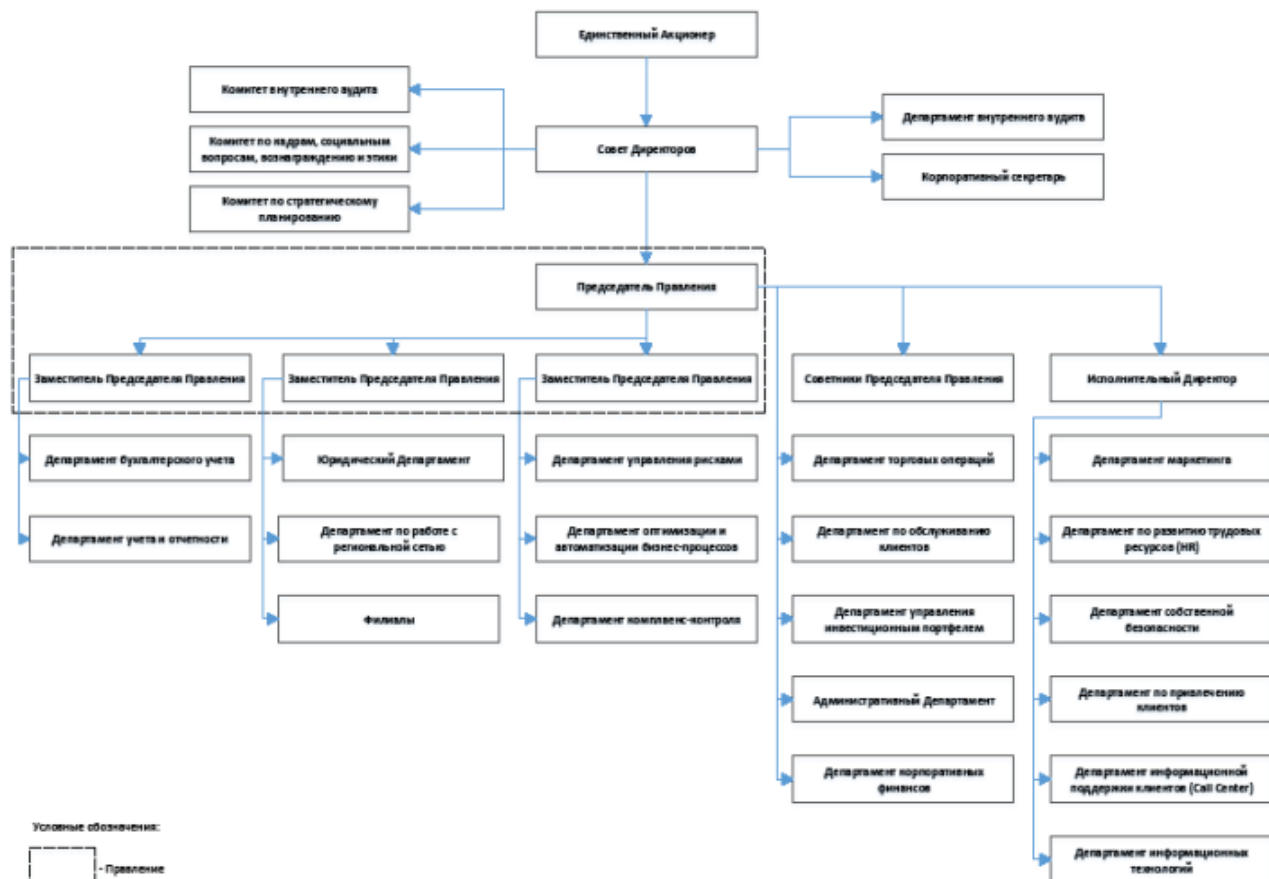 Единственный Акционер
Комитет внутреннего аудита
Департамент внутреннего аудита
Комитет по кадрам, социальным
вопросам, вознаграждению и этики
Совет Директоров
Корпоративный секретарь
Комитет по стратегическому
планированию
Председатель Правления
Заместитель Председателя Правления
Заместитель Председателя Правления
Заместитель Председателя Правления
Советники Председателя Правления
Исполнительный Директор
Департамент бухгалтерского учета
Юридический Департамент
Департамент управления рисками
Департамент торговых операций
Департамент маркетинга
Департамент учета и отчетности
Департамент по работе с
региональной сетью
Департамент оптимизации и
автоматизации бизнес-процессов
Департамент по обслуживанию
клиентов
Департамент по развитию трудовых
ресурсов (HR)
Филиалы
Департамент комплаенс-контроля
Департамент управления
инвестиционным портфелем
Департамент собственной
безопасности
Административный Департамент
Департамент по привлечению
клиентов
Департамент корпоративных
финансов
Департамент информационной
поддержки клиентов (Call Center)
Условные обозначения:
- Правление
Департамент информационных
технологий